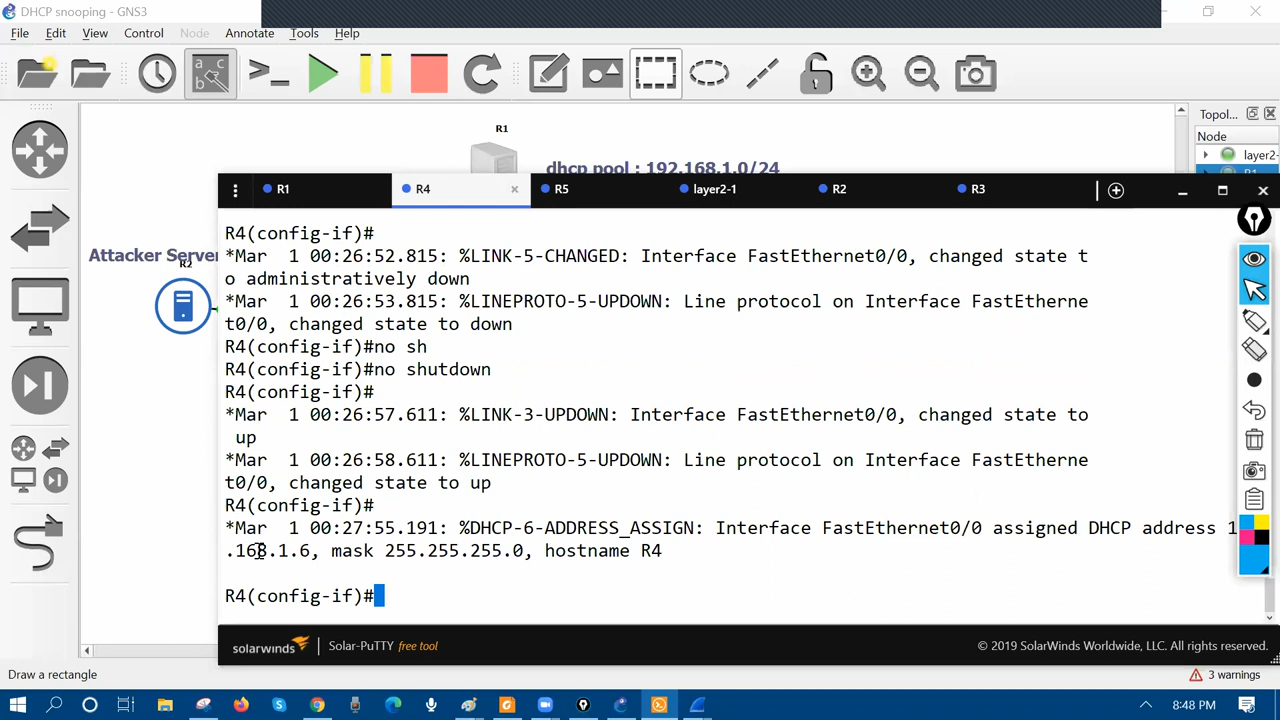 DHCP snooping - GNS3
File Edit View Control Node Annotate Tools Help
R1
dhcp pool : 192.168.1.0/24
Attacker Server
R2
Topol...
Node
layer2
R1 R4 R5 layer2-1 R2 R3
R4(config-if)#
*Mar 1 00:26:52.815: %LINK-5-CHANGED: Interface FastEthernet0/0, changed state t
o administratively down
*Mar 1 00:26:53.815: %LINEPROTO-5-UPDOWN: Line protocol on Interface FastEtherne
t0/0, changed state to down
R4(config-if)#no sh
R4(config-if)#no shutdown
R4(config-if)#
*Mar 1 00:26:57.611: %LINK-3-UPDOWN: Interface FastEthernet0/0, changed state to
up
*Mar 1 00:26:58.611: %LINEPROTO-5-UPDOWN: Line protocol on Interface FastEtherne
t0/0, changed state to up
R4(config-if)#
*Mar 1 00:27:55.191: %DHCP-6-ADDRESS_ASSIGN: Interface FastEthernet0/0 assigned DHCP address 1
.168.1.6, mask 255.255.255.0, hostname R4
R4(config-if)#
solarwinds | Solar-PuTTY free tool
© 2019 SolarWinds Worldwide, LLC. All rights reserved.
Draw a rectangle
3 warnings
8:48 PM